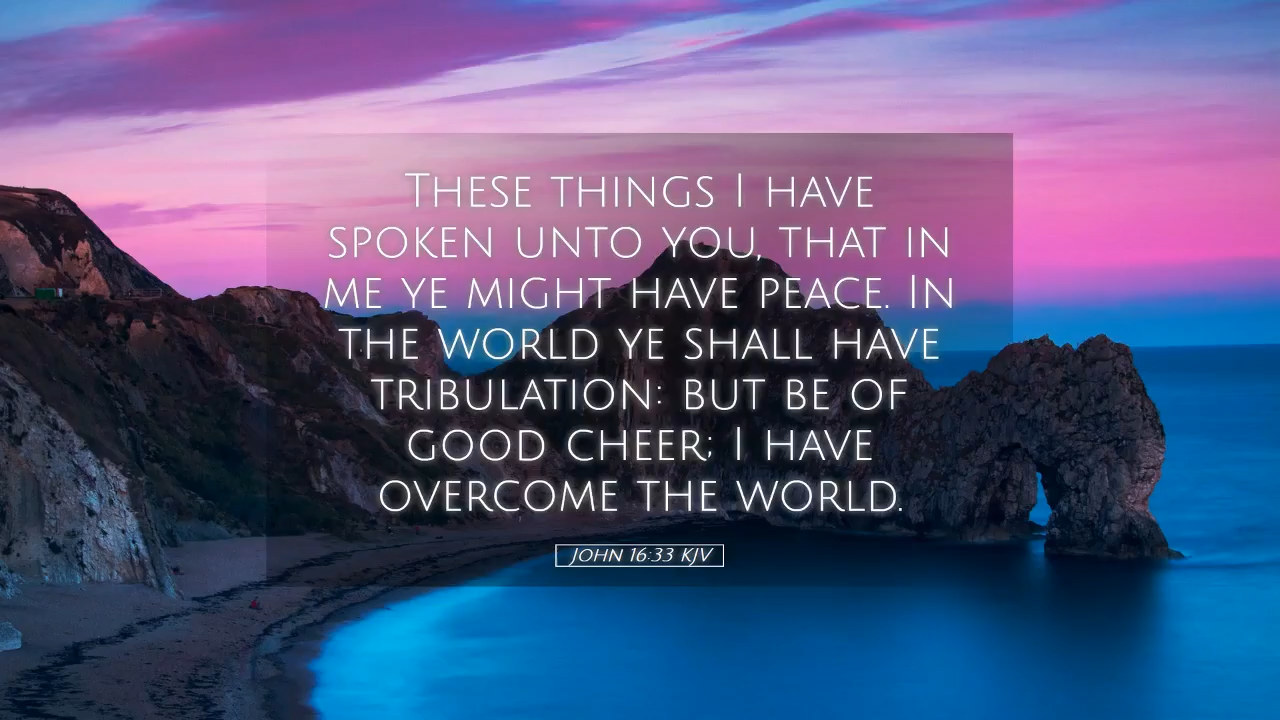 These things I have
spoken unto you, that in
me ye might have peace. In
the world ye shall have
tribulation: but be of
good cheer; I have
overcome the world.
John 16:33 KJV